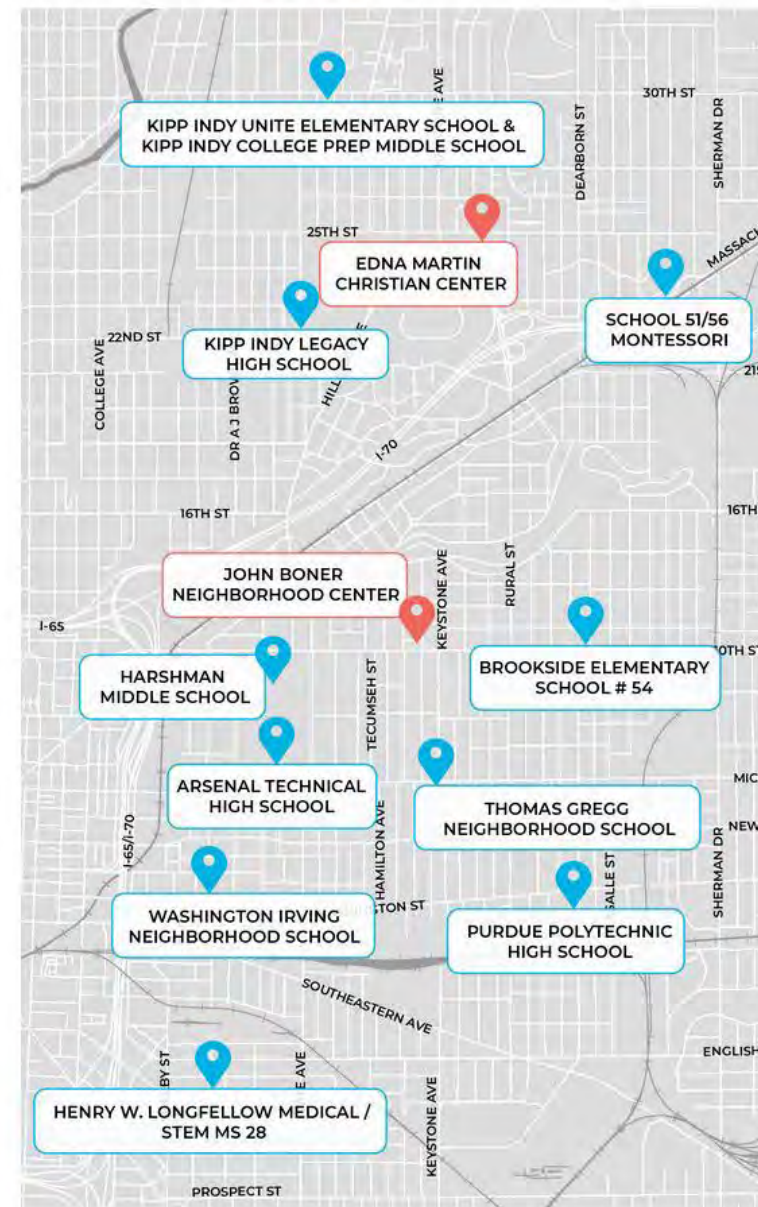 30TH ST
KIPP INDY UNITE ELEMENTARY SCHOOL &
KIPP INDY COLLEGE PREP MIDDLE SCHOOL
DEARBORN ST
SHERMAN DR
25TH ST
EDNA MARTIN
CHRISTIAN CENTER
SCHOOL 51/56
MONTESSORI
22ND ST
KIPP INDY LEGACY
HIGH SCHOOL
COLLEGE AVE
DR A J
I-70
16TH ST
16TH
JOHN BONER
NEIGHBORHOOD CENTER
KEYSTONE AVE
RURAL ST
I-65
HARSHMAN
MIDDLE SCHOOL
TECUMSEH ST
BROOKSIDE ELEMENTARY
SCHOOL # 54
ARSENAL TECHNICAL
HIGH SCHOOL
THOMAS GREGG
NEIGHBORHOOD SCHOOL
I-65/I-70
HAMILTON AVE
SHERMAN DR
WASHINGTON IRVING
NEIGHBORHOOD SCHOOL
PURDUE POLYTECHNIC
HIGH SCHOOL
SOUTHEASTERN AVE
ENGLISH
HENRY W. LONGFELLOW MEDICAL /
STEM MS 28
KEYSTONE AVE
PROSPECT ST